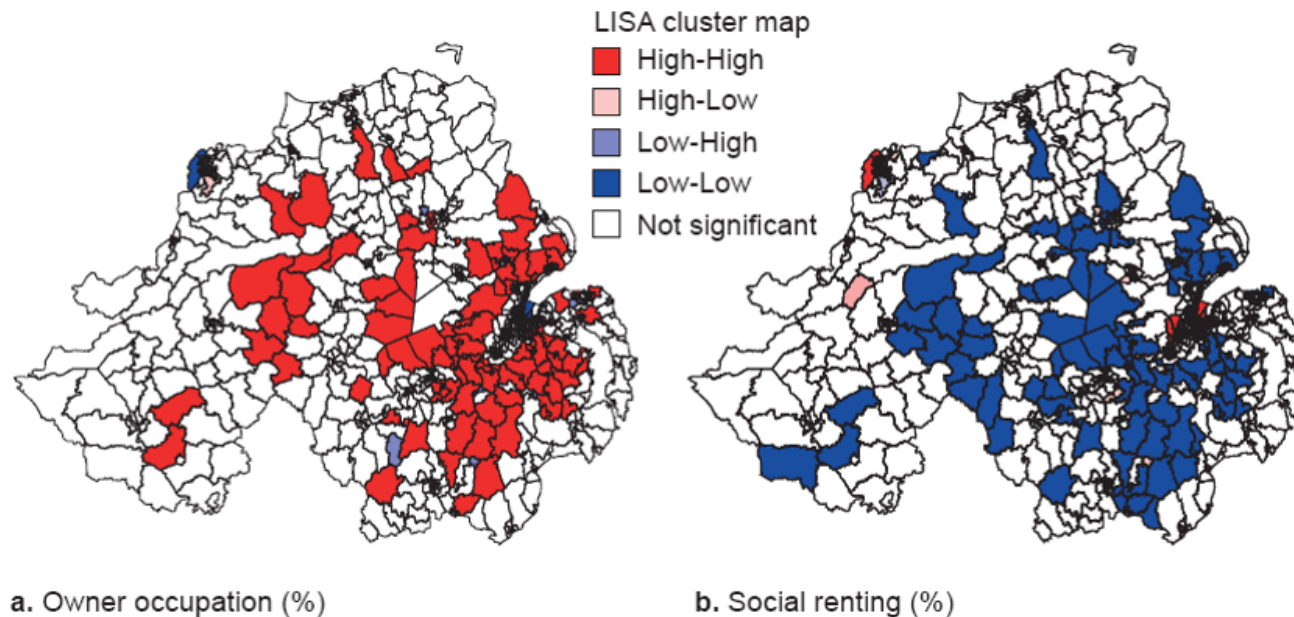 LISA cluster map
High-High
High-Low
Low-High
Low-Low
Not significant
a. Owner occupation (%)
b. Social renting (%)